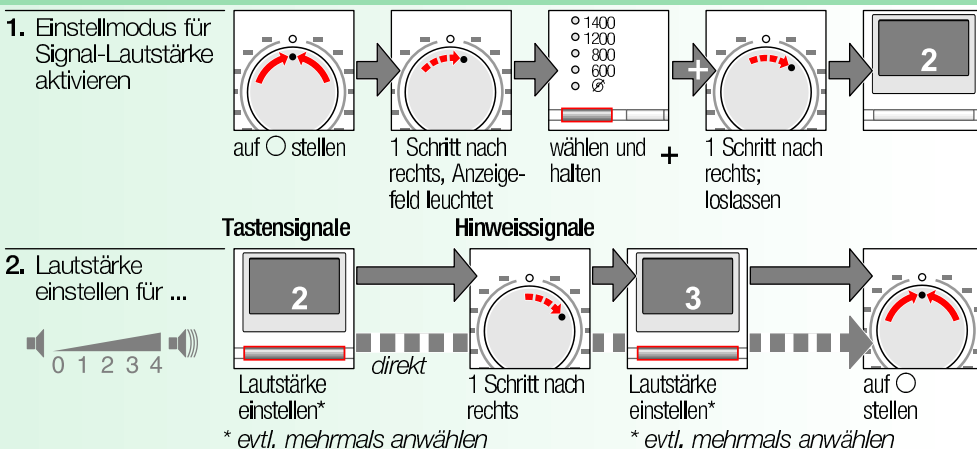 1. Einstellmodus für
Signal-Lautstärke
aktivieren
1400
1200
800
600
+
2
auf stellen
1 Schritt nach
rechts, Anzeige-
feld leuchtet
wählen und
halten
+
1 Schritt nach
rechts;
loslassen
Tastensignale
Hinweissignale
2. Lautstärke
einstellen für ...
0 1 2 3 4
2
direkt
3
Lautstärke
einstellen*
1 Schritt nach
rechts
Lautstärke
einstellen*
auf
stellen
* evtl. mehrmals anwählen
* evtl. mehrmals anwählen